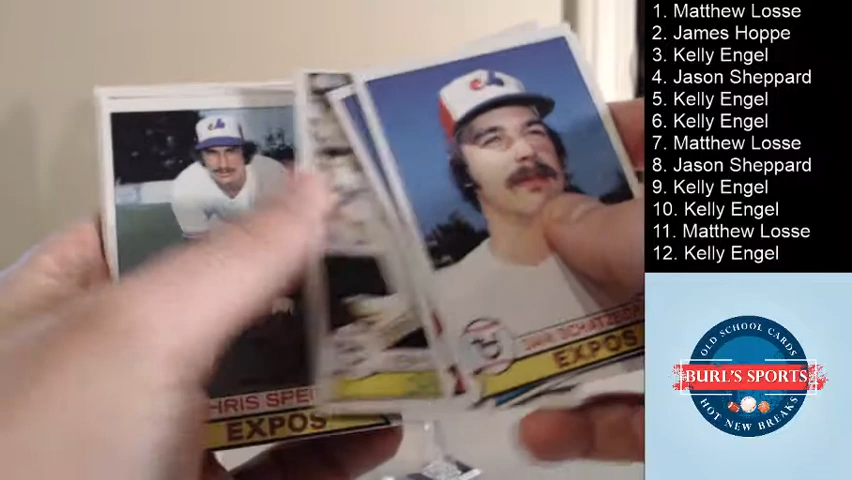 1. Matthew Losse
2. James Hoppe
3. Kelly Engel
4. Jason Sheppard
5. Kelly Engel
6. Kelly Engel
7. Matthew Losse
8. Jason Sheppard
9. Kelly Engel
10. Kelly Engel
11. Matthew Losse
12. Kelly Engel
EXPOS
EXPOS
OLD SCHOOL CARDS
BURL'S SPORTS
HOT NEW BREAKS